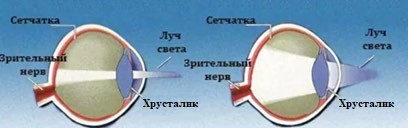 Сетчатка
Луч
света
Зрительный
нерв
Хрусталик
Сетчатка
Луч
света
Зрительный
нерв
Хрусталик